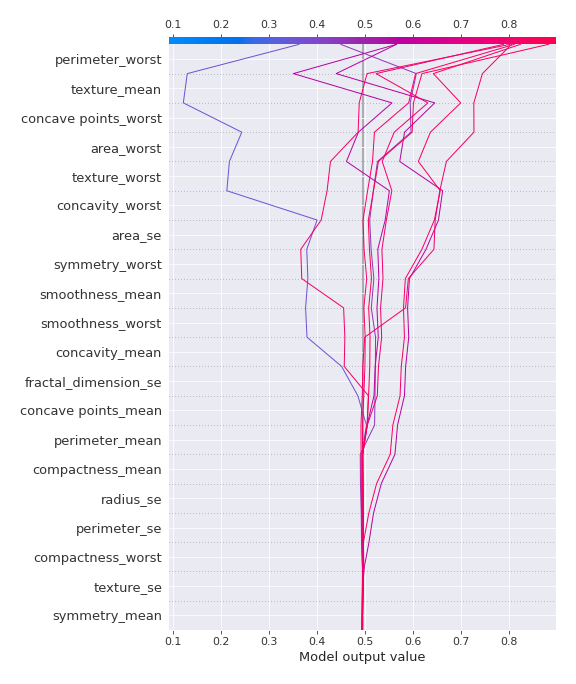 0.1 0.2 0.3 0.4 0.5 0.6 0.7 0.8
perimeter_worst
texture_mean
concave points_worst
area_worst
texture_worst
concavity_worst
area_se
symmetry_worst
smoothness_mean
smoothness_worst
concavity_mean
fractal_dimension_se
concave points_mean
perimeter_mean
compactness_mean
radius_se
perimeter_se
compactness_worst
texture_se
symmetry_mean
0.1 0.2 0.3 0.4 0.5 0.6 0.7 0.8
Model output value